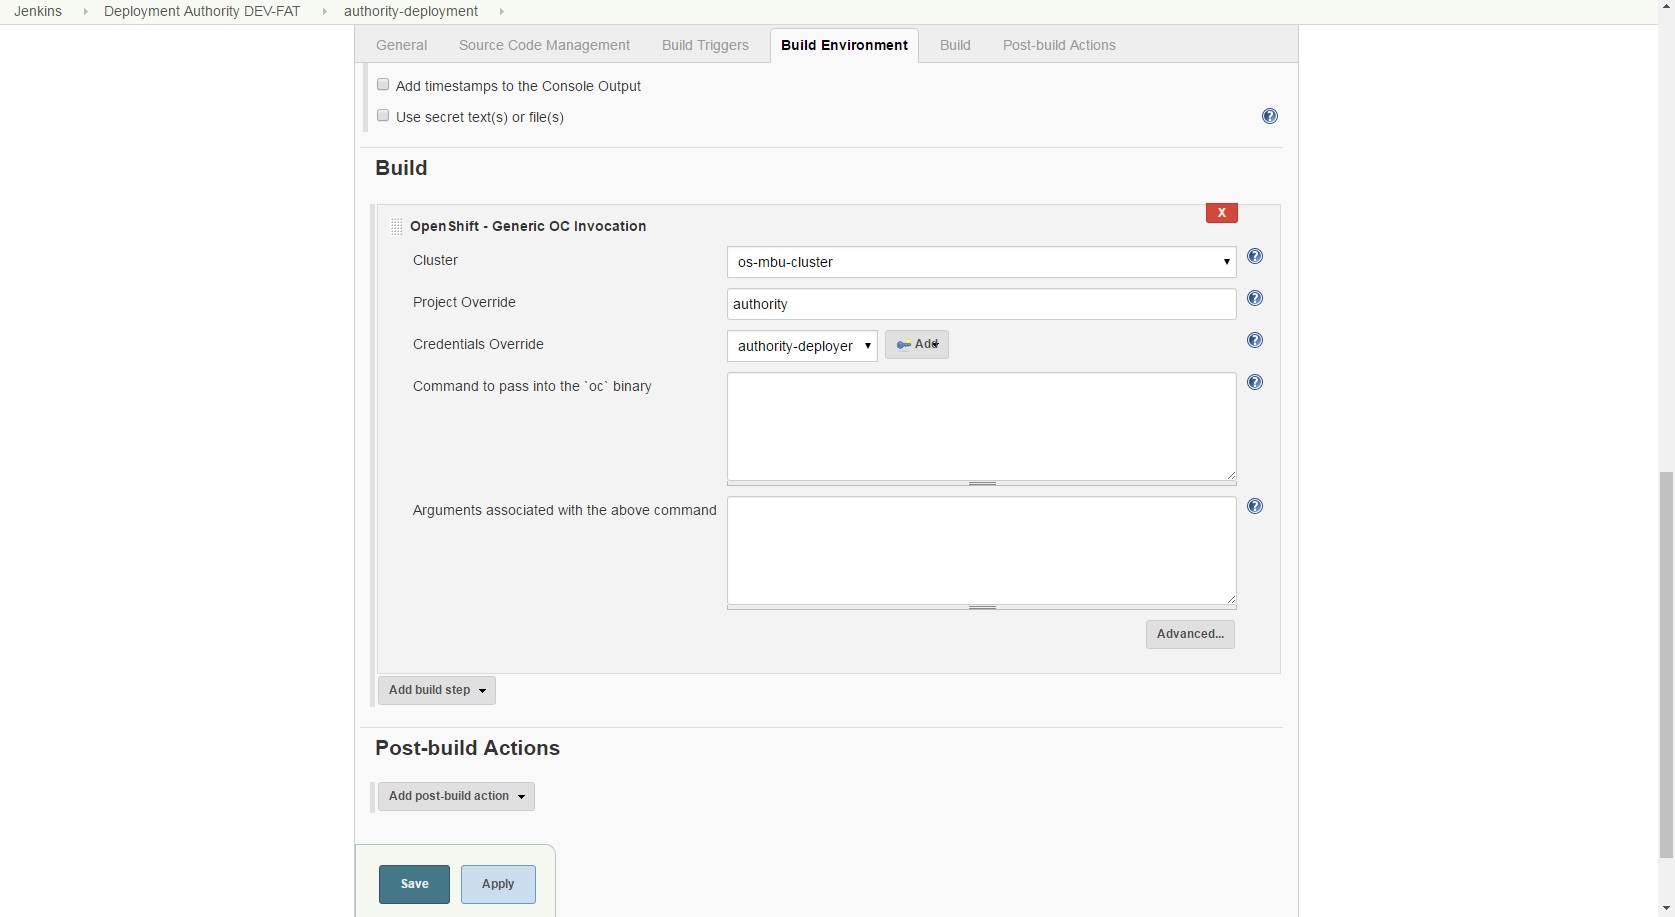 Jenkins Deployment Authority DEV-FAT authority-deployment
General Source Code Management Build Triggers Build Environment Build Post-build Actions
Add timestamps to the Console Output
Use secret text(s) or file(s)
Build
X
OpenShift - Generic OC Invocation
Cluster os-mbu-cluster
Project Override authority
Credentials Override authority-deployer Add
Command to pass into the `oc` binary
Arguments associated with the above command
Advanced...
Add build step
Post-build Actions
Add post-build action
Save Apply